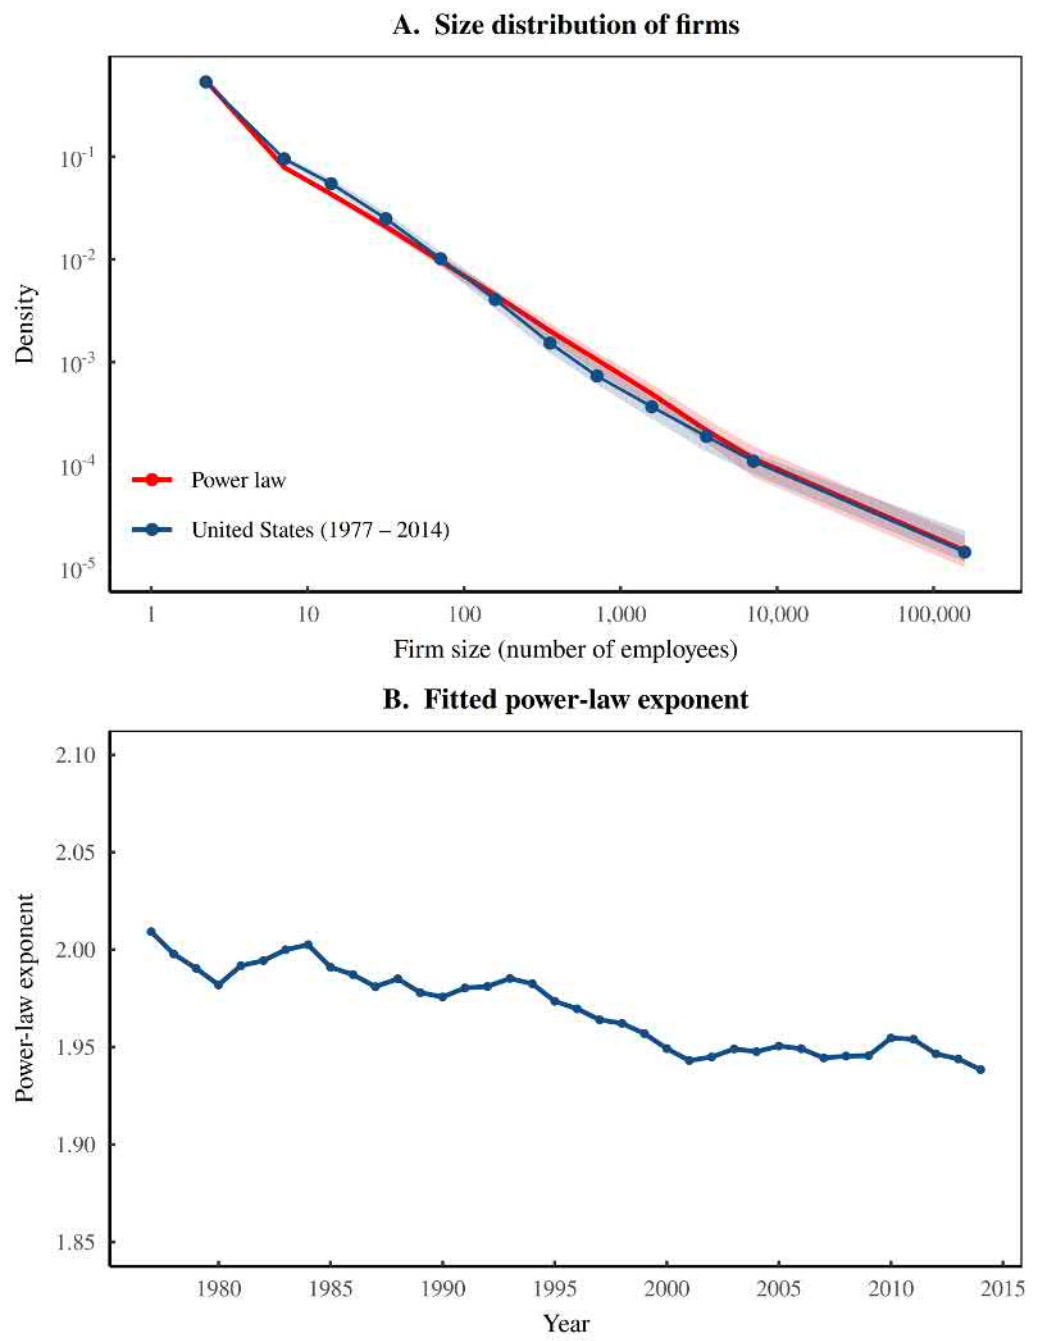 A. Size distribution of firms
10-1
10-2
10-3
10-4
10-5
Density
Power law
United States (1977 – 2014)
1 10 100 1,000 10,000 100,000
Firm size (number of employees)
B. Fitted power-law exponent
2.10
2.05
2.00
1.95
1.90
1.85
Power-law exponent
1980 1985 1990 1995 2000 2005 2010 2015
Year